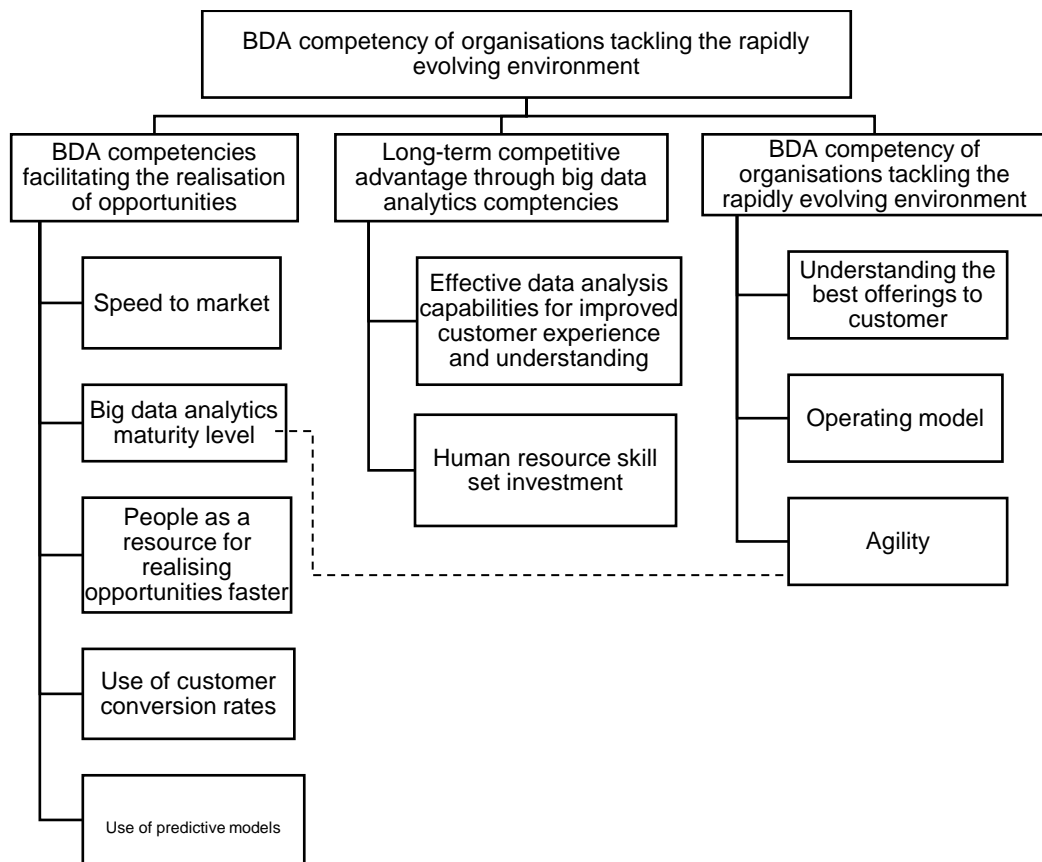 BDA competency of organisations tackling the rapidly
evolving environment
BDA competencies
facilitating the realisation
of opportunities
Long-term competitive
advantage through big data
analytics comptencies
BDA competency of
organisations tackling the
rapidly evolving environment
Speed to market
Big data analytics
maturity level
People as a
resource for
realising
opportunities faster
Use of customer
conversion rates
Use of predictive models
Effective data analysis
capabilities for improved
customer experience
and understanding
Human resource skill
set investment
Understanding the
best offerings to
customer
Operating model
Agility